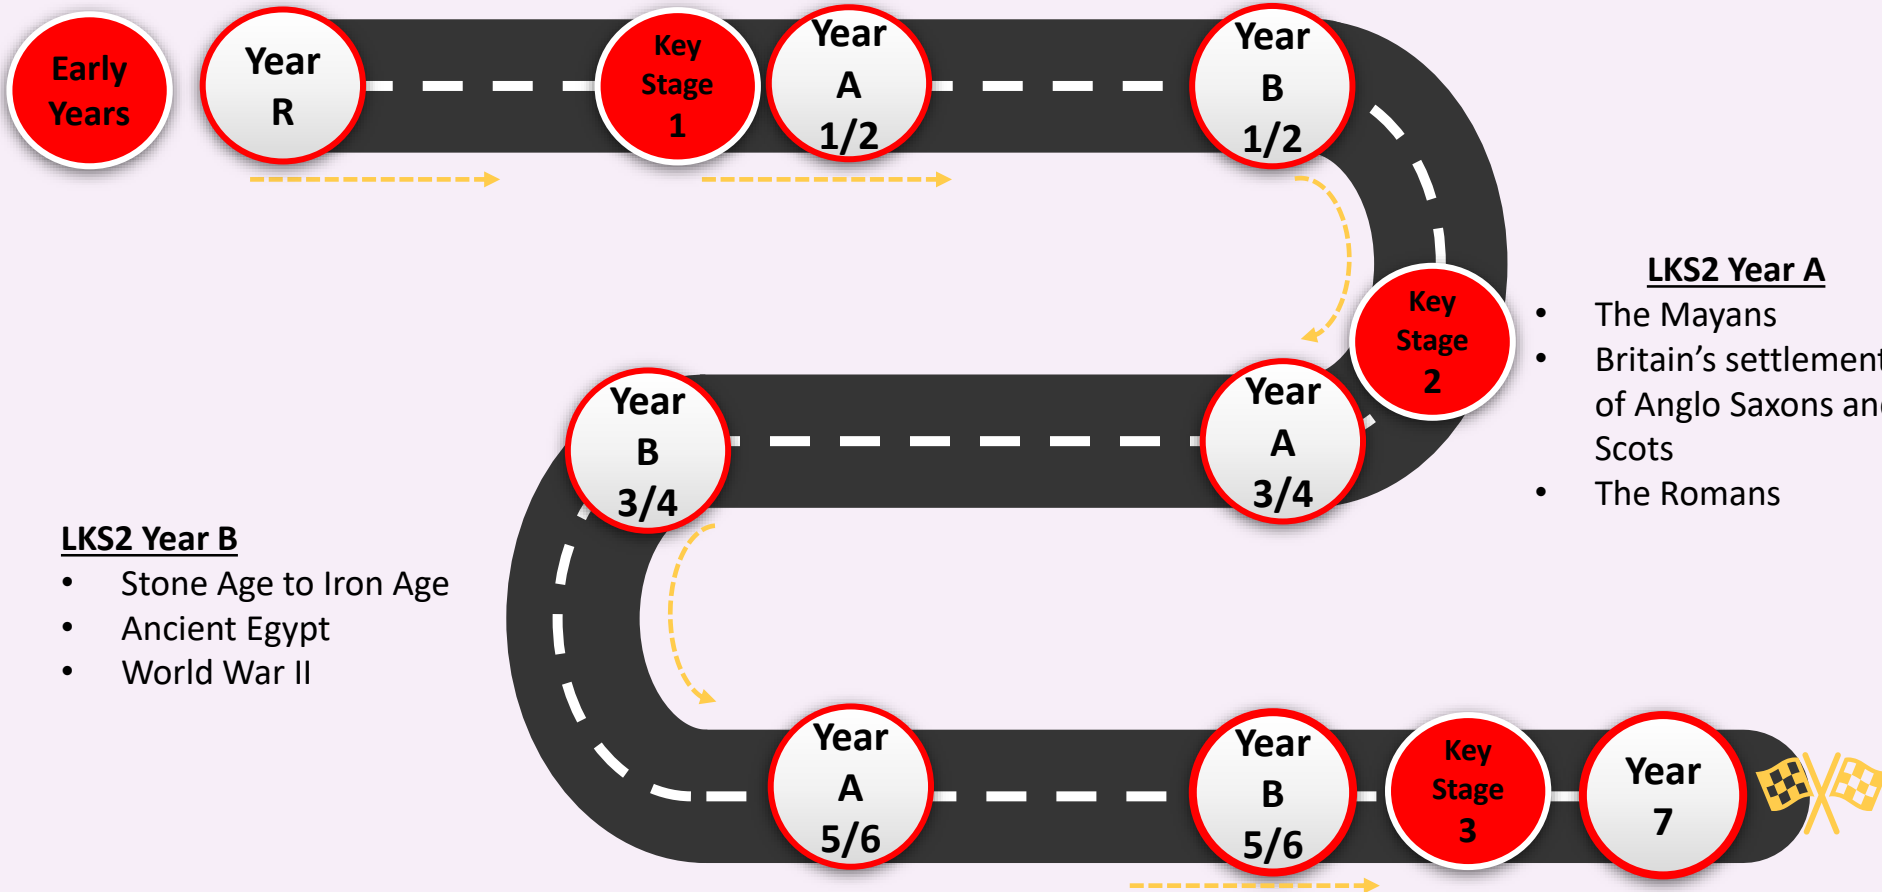 Early
Years
Year
R
Key
Stage
1
Year
A
1/2
Year
B
1/2
Key
Stage
2
LKS2 Year A
• The Mayans
• Britain’s settlement
of Anglo Saxons an
Scots
• The Romans
Year
A
3/4
Year
B
3/4
LKS2 Year B
• Stone Age to Iron Age
• Ancient Egypt
• World War II
Year
A
5/6
Year
B
5/6
Key
Stage
3
Year
7